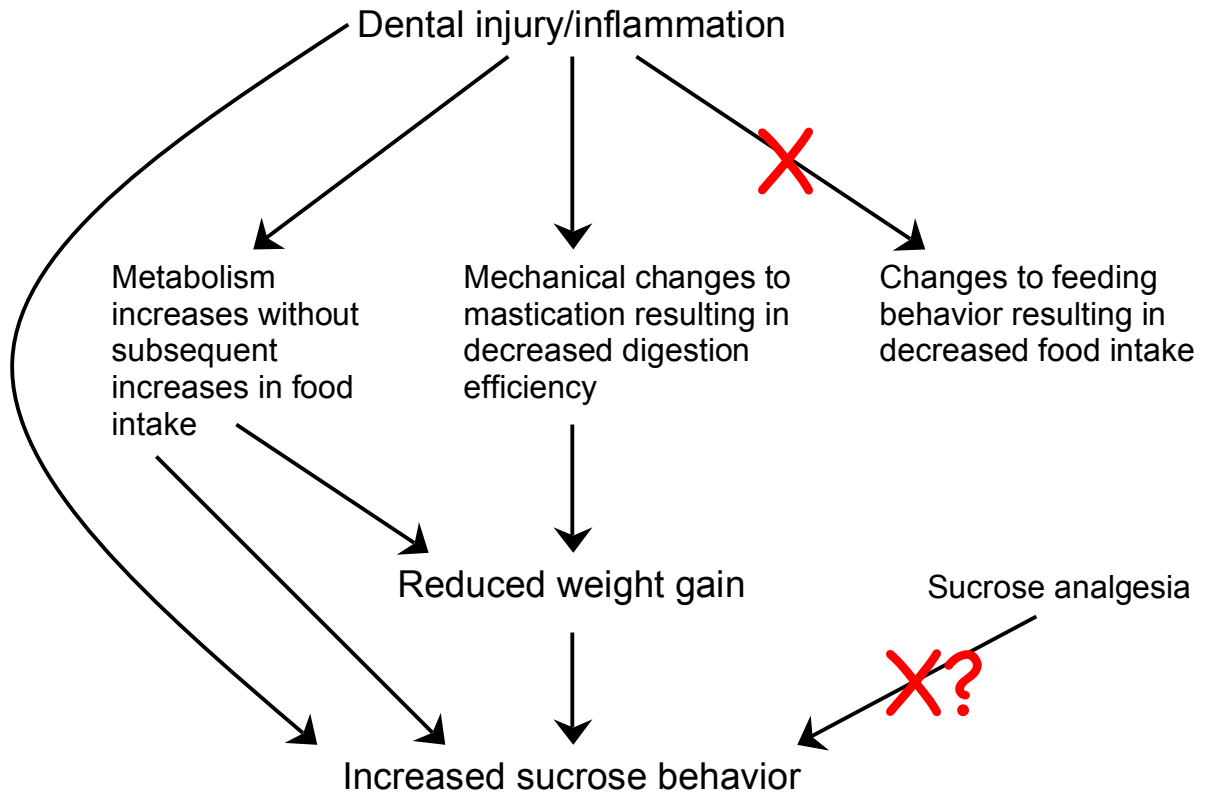 Dental injury/inflammation
Metabolism
increases without
subsequent
increases in food
intake
Mechanical changes to
mastication resulting in
decreased digestion
efficiency
Changes to feeding
behavior resulting in
decreased food intake
Reduced weight gain
Sucrose analgesia
X?
Increased sucrose behavior